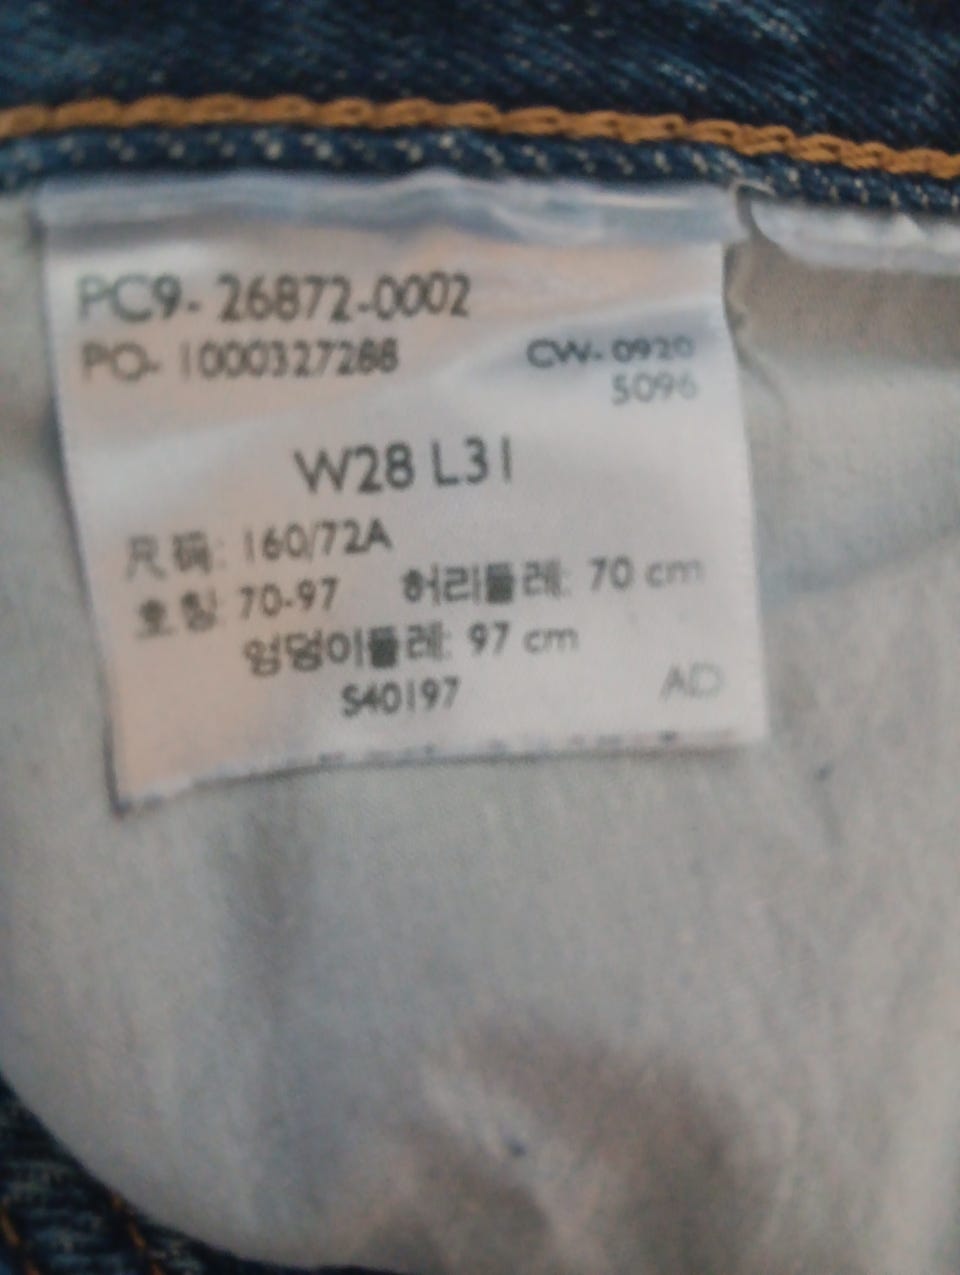 PC9-26872-0002
PO-1000327288 CW-0920
5096
W28 L31
尺码: 160/72A
호칭: 70-97 허리둘레: 70 cm
엉덩이둘레: 97 cm
S40197 AD